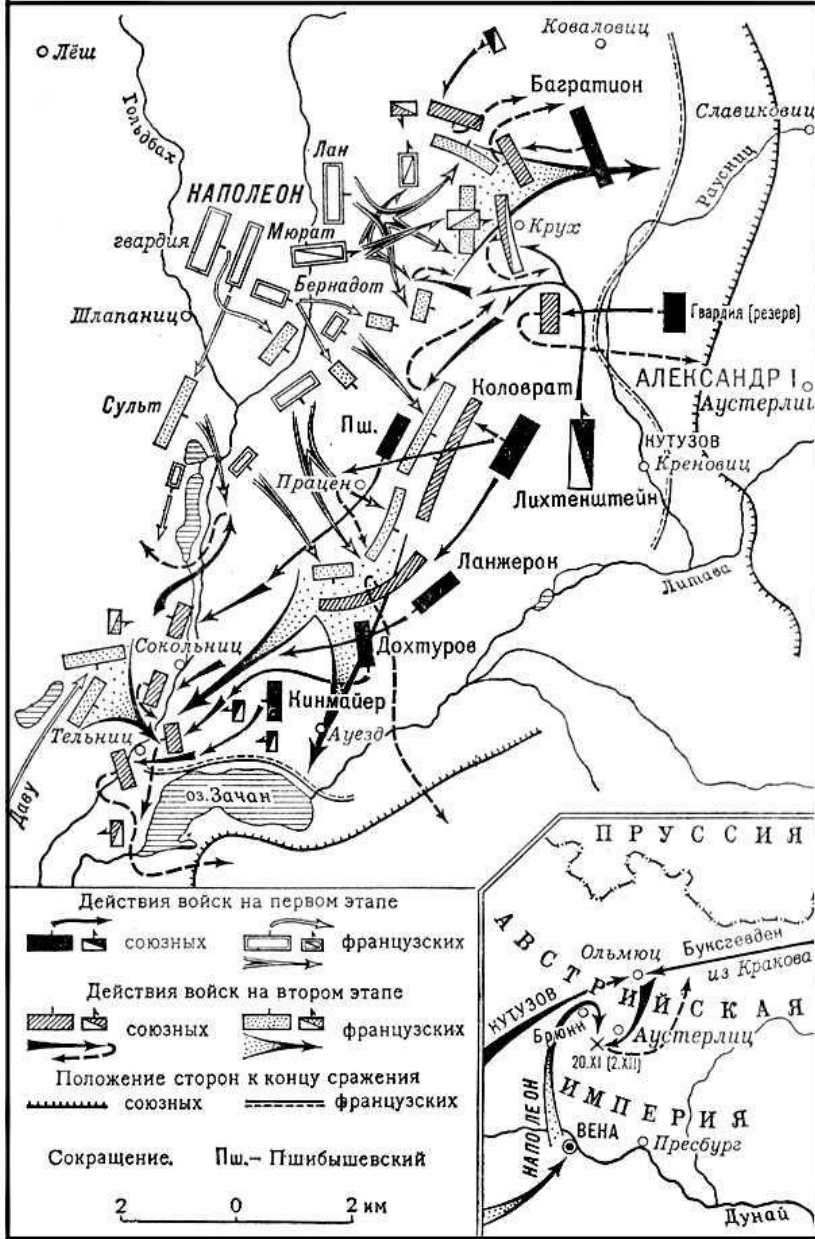 Коваловиц
Лёш
Багратион
Славиковиц
Гольдбах
Раусниц
Лан
НАПОЛЕОН
гвардия
Мюрат
Крух
Бернадот
Шлапаниц
Гвардия (резерв)
АЛЕКСАНДР I
Аустерлиц
Сульт
Пш.
Коловрат
КУТУЗОВ
Креновиц
Працен
Лихтенштейн
Ланжерон
Литава
Сокольниц
Дохтуров
Кинмайер
Тельниц
Ауезд
Даву
оз. Зачан
Действия войск на первом этапе
союзных французских
Действия войск на втором этапе
союзных французских
Положение сторон к концу сражения
союзных французских
Сокращение. Пш.– Пшибышевский
2 0 2 км
ПРУССИЯ
АВСТРИЙСКАЯ
ИМПЕРИЯ
Ольмюц
Буксгевден
из Кракова
КУТУЗОВ
Брюнн
Аустерлиц
20.XI (2.XII)
НАПОЛЕОН
ВЕНА
Пресбург
Дунай